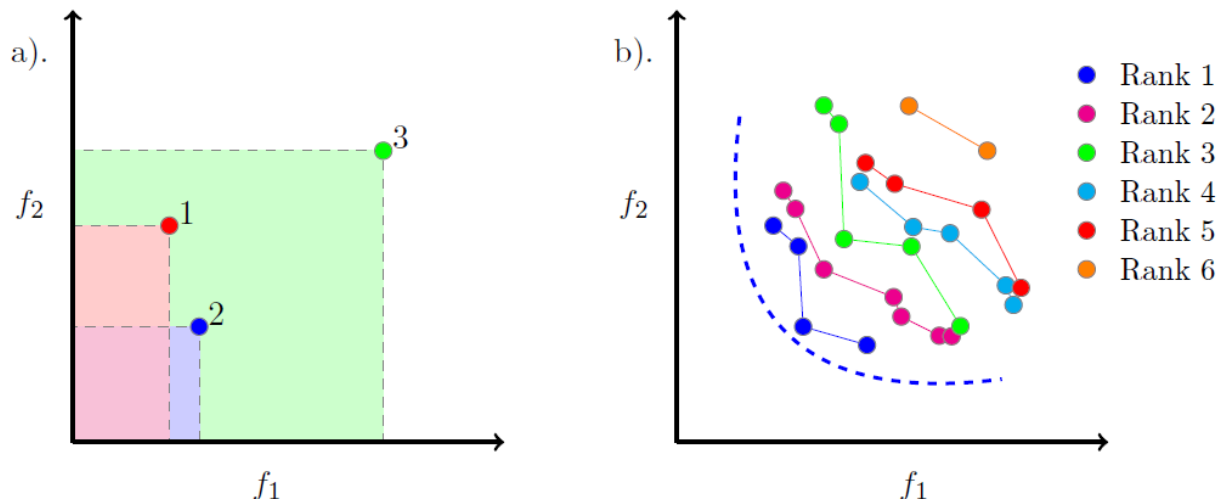 a).
3
1
f₂
2
f₁
b).
Rank 1
Rank 2
Rank 3
Rank 4
Rank 5
Rank 6
f₂
f₁